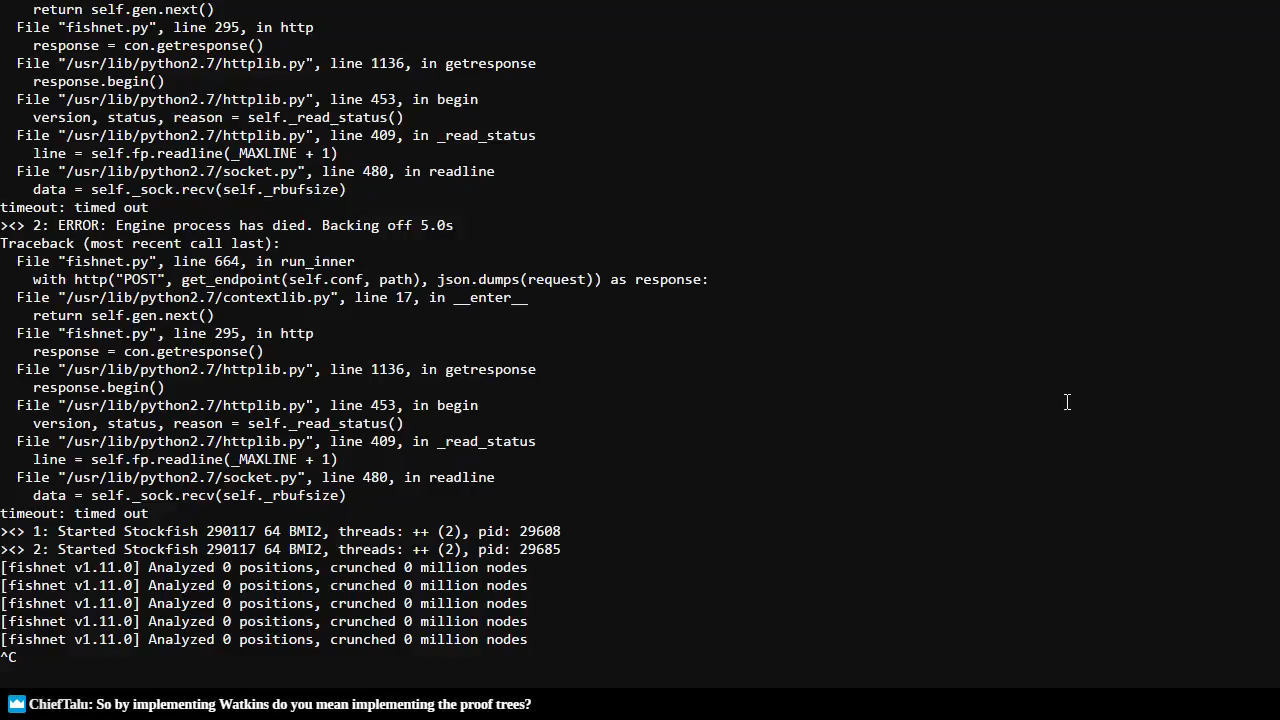 return self.gen.next()
  File "fishnet.py", line 295, in http
    response = con.getresponse()
  File "/usr/lib/python2.7/httplib.py", line 1136, in getresponse
    response.begin()
  File "/usr/lib/python2.7/httplib.py", line 453, in begin
    version, status, reason = self._read_status()
  File "/usr/lib/python2.7/httplib.py", line 409, in _read_status
    line = self.fp.readline(_MAXLINE + 1)
  File "/usr/lib/python2.7/socket.py", line 480, in readline
    data = self._sock.recv(self._rbufsize)
timeout: timed out
><> 2: ERROR: Engine process has died. Backing off 5.0s
Traceback (most recent call last):
  File "fishnet.py", line 664, in run_inner
    with http("POST", get_endpoint(self.conf, path), json.dumps(request)) as response:
  File "/usr/lib/python2.7/contextlib.py", line 17, in __enter__
    return self.gen.next()
  File "fishnet.py", line 295, in http
    response = con.getresponse()
  File "/usr/lib/python2.7/httplib.py", line 1136, in getresponse
    response.begin()
  File "/usr/lib/python2.7/httplib.py", line 453, in begin
    version, status, reason = self._read_status()
  File "/usr/lib/python2.7/httplib.py", line 409, in _read_status
    line = self.fp.readline(_MAXLINE + 1)
  File "/usr/lib/python2.7/socket.py", line 480, in readline
    data = self._sock.recv(self._rbufsize)
timeout: timed out
><> 1: Started Stockfish 290117 64 BMI2, threads: ++ (2), pid: 29608
><> 2: Started Stockfish 290117 64 BMI2, threads: ++ (2), pid: 29685
[fishnet v1.11.0] Analyzed 0 positions, crunched 0 million nodes
[fishnet v1.11.0] Analyzed 0 positions, crunched 0 million nodes
[fishnet v1.11.0] Analyzed 0 positions, crunched 0 million nodes
[fishnet v1.11.0] Analyzed 0 positions, crunched 0 million nodes
[fishnet v1.11.0] Analyzed 0 positions, crunched 0 million nodes
^C
ChiefTalu: So by implementing Watkins do you mean implementing the proof trees?